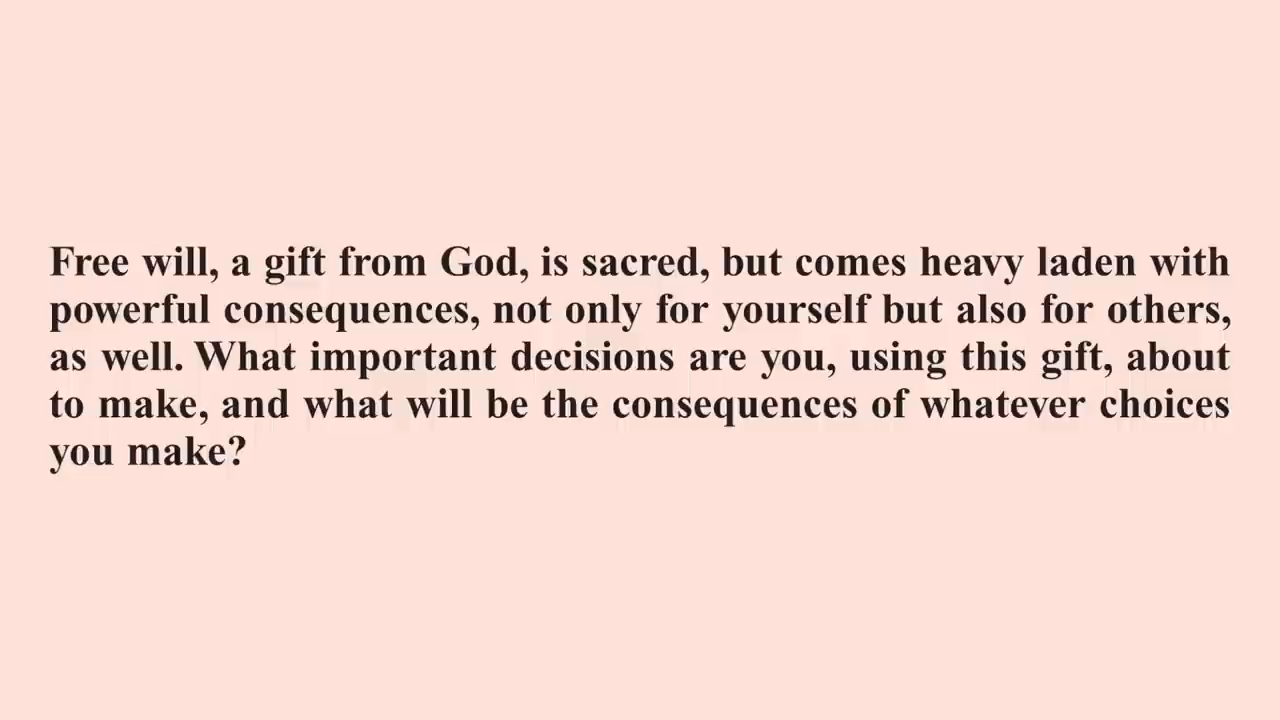 Free will, a gift from God, is sacred, but comes heavy laden with
powerful consequences, not only for yourself but also for others,
as well. What important decisions are you, using this gift, about
to make, and what will be the consequences of whatever choices
you make?